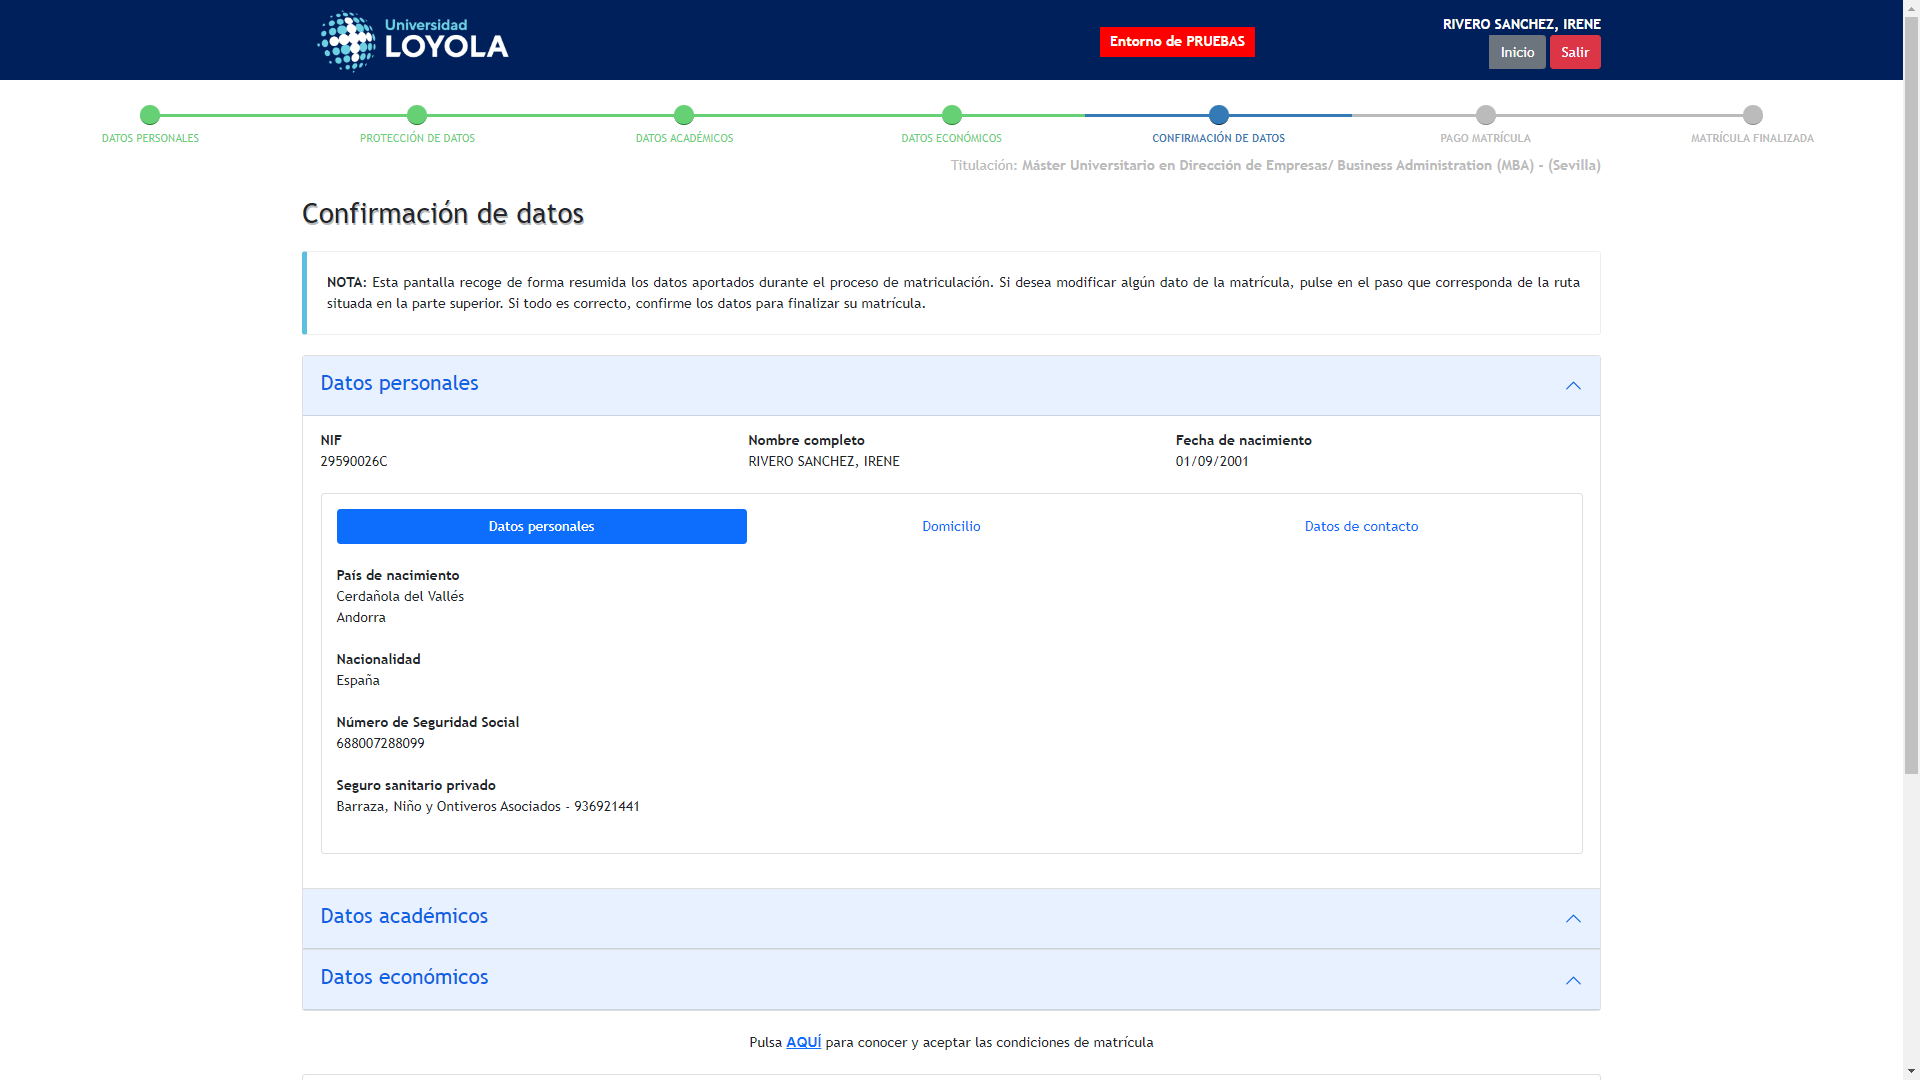 Universidad
LOYOLA
Entorno de PRUEBAS
RIVERO SANCHEZ, IRENE
Inicio
Salir
DATOS PERSONALES
PROTECCIÓN DE DATOS
DATOS ACADÉMICOS
DATOS ECONÓMICOS
CONFIRMACIÓN DE DATOS
PAGO MATRÍCULA
MATRÍCULA FINALIZADA
Titulación: Máster Universitario en Dirección de Empresas/ Business Administration (MBA) - (Sevilla)
Confirmación de datos
NOTA: Esta pantalla recoge de forma resumida los datos aportados durante el proceso de matriculación. Si desea modificar algún dato de la matrícula, pulse en el paso que corresponda de la ruta
situada en la parte superior. Si todo es correcto, confirme los datos para finalizar su matrícula.
Datos personales
NIF
29590026C
Nombre completo
RIVERO SANCHEZ, IRENE
Fecha de nacimiento
01/09/2001
Datos personales
Domicilio
Datos de contacto
País de nacimiento
Cerdañola del Vallés
Andorra
Nacionalidad
España
Número de Seguridad Social
688007288099
Seguro sanitario privado
Barraza, Niño y Ontiveros Asociados - 936921441
Datos académicos
Datos económicos
Pulsa AQUÍ para conocer y aceptar las condiciones de matrícula